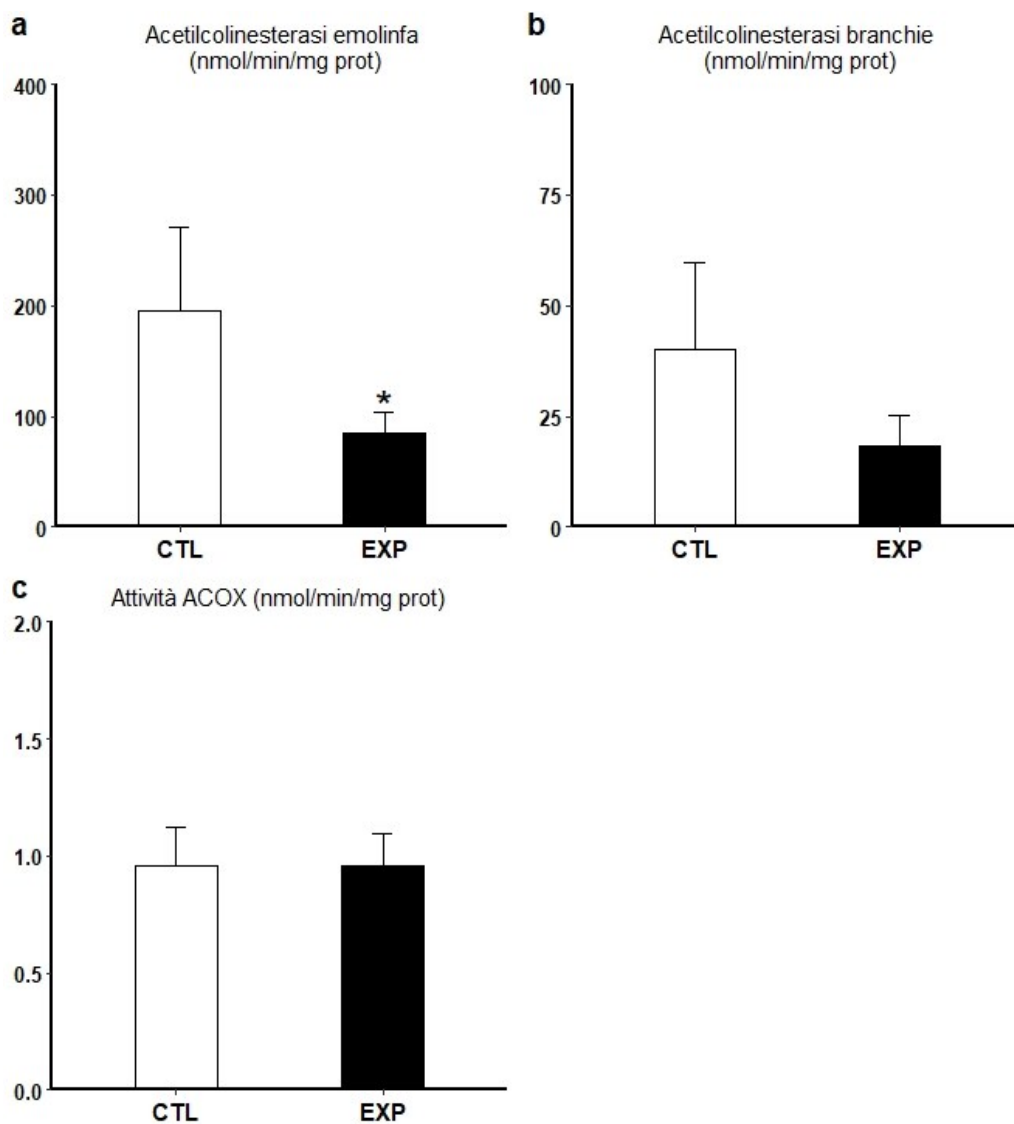 a
Acetilcolinesterasi emolinfa
(nmol/min/mg prot)
400
300
200
100
0
*
CTL
EXP
b
Acetilcolinesterasi branchie
(nmol/min/mg prot)
100
75
50
25
0
CTL
EXP
c
Attività ACOX (nmol/min/mg prot)
2.0
1.5
1.0
0.5
0.0
CTL
EXP